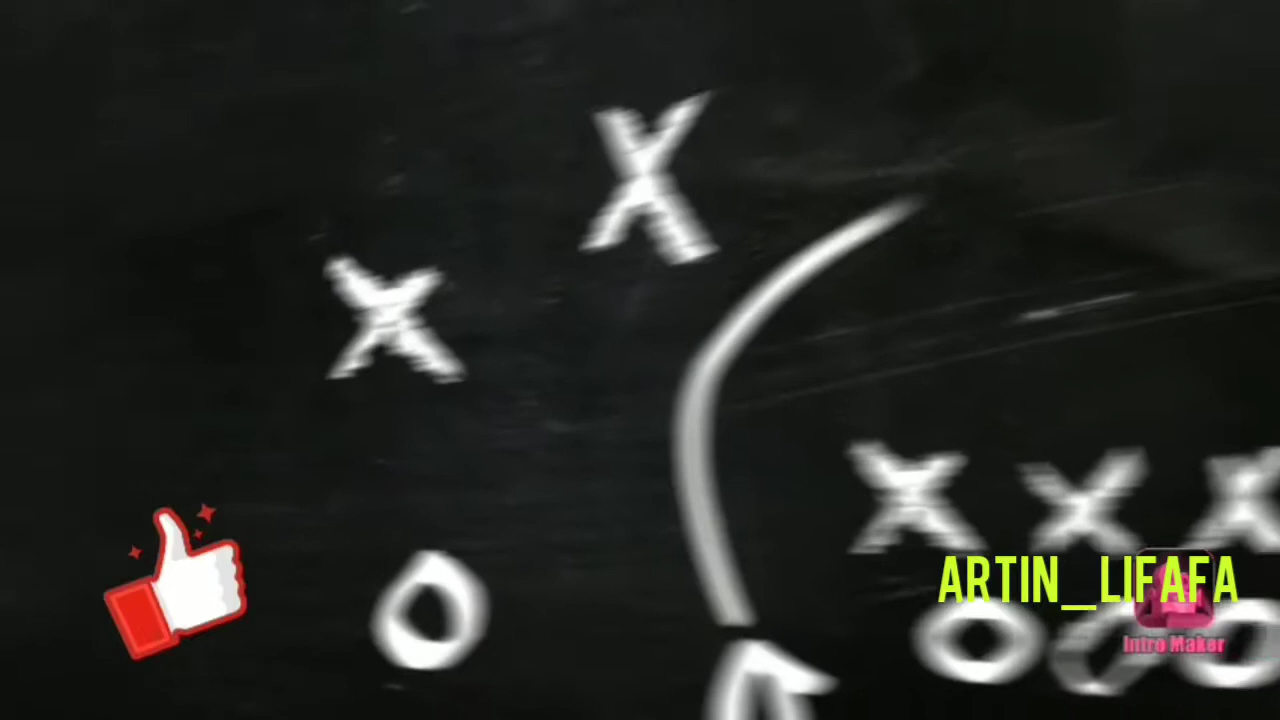 X
X
X X X
ARTIN_LIFAFA
O O O O
Intro Maker